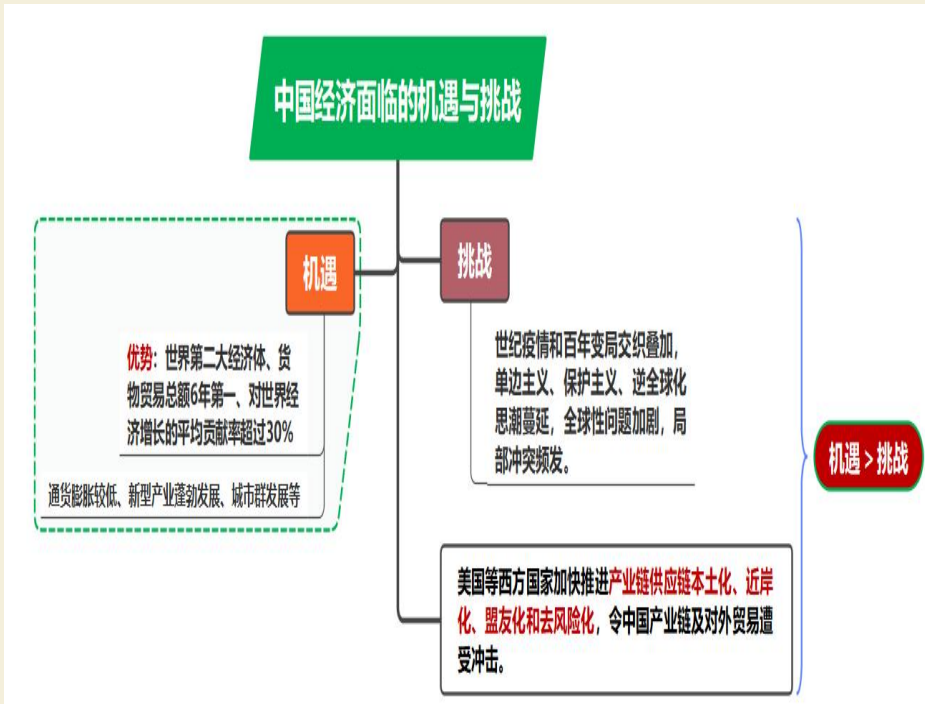 中国经济面临的机遇与挑战
机遇
优势：世界第二大经济体、货
物贸易总额6年第一、对世界经
济增长的平均贡献率超过30%
通货膨胀较低、新型产业蓬勃发展、城市群发展等
挑战
世纪疫情和百年变局交织叠加，
单边主义、保护主义、逆全球化
思潮蔓延，全球性问题加剧，局
部冲突频发。
美国等西方国家加快推进产业链供应链本土化、近岸
化、盟友化和去风险化，令中国产业链及对外贸易遭
受冲击。
机遇＞挑战